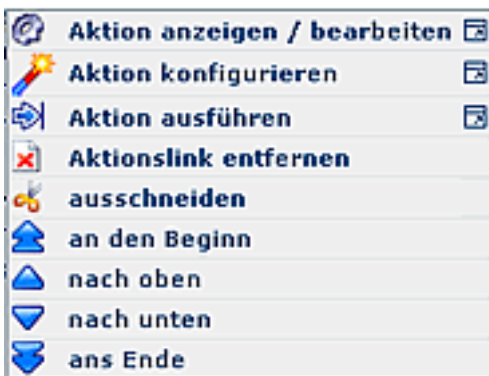 Aktion anzeigen / bearbeiten
Aktion konfigurieren
Aktion ausführen
Aktionslink entfernen
ausschneiden
an den Beginn
nach oben
nach unten
ans Ende